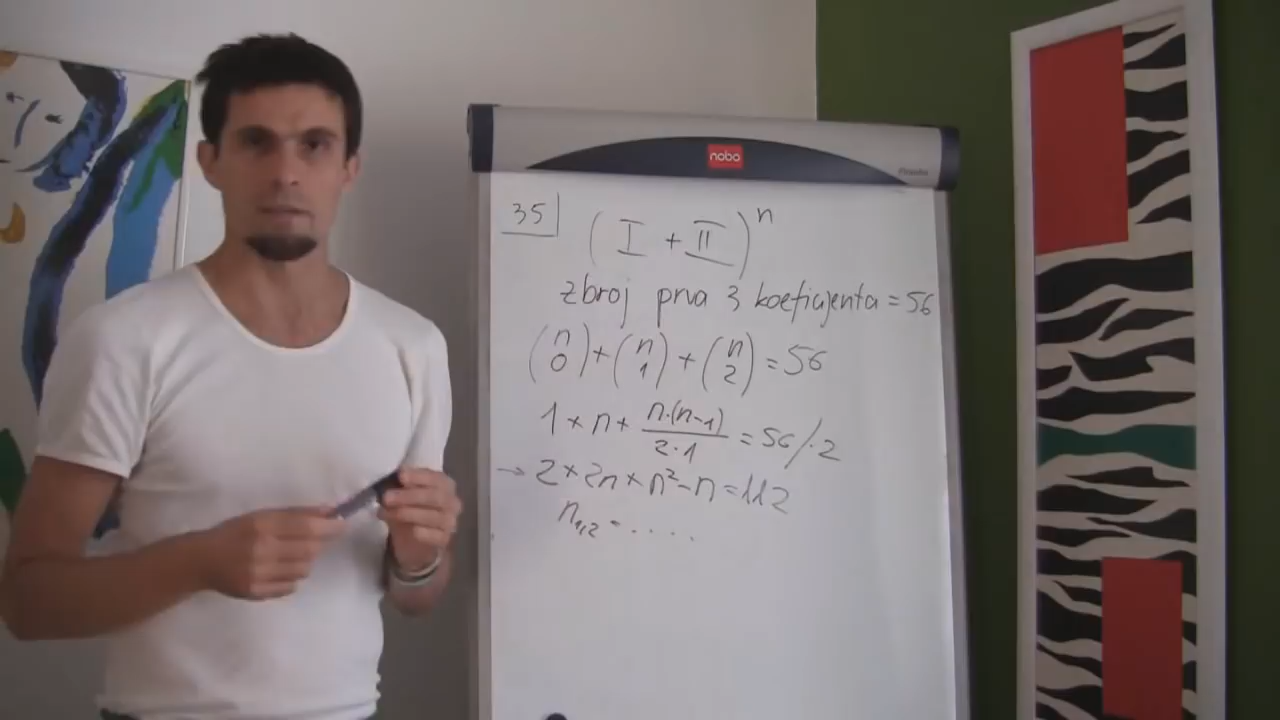 nobo
35
(I + II)^n
zbroj prva 3 koeficijenta = 56
(n 0) + (n 1) + (n 2) = 56
1 + n + n·(n-1)/2·1 = 56 /·2
→ 2 + 2n + n² - n = 112
n₁,₂ = .....